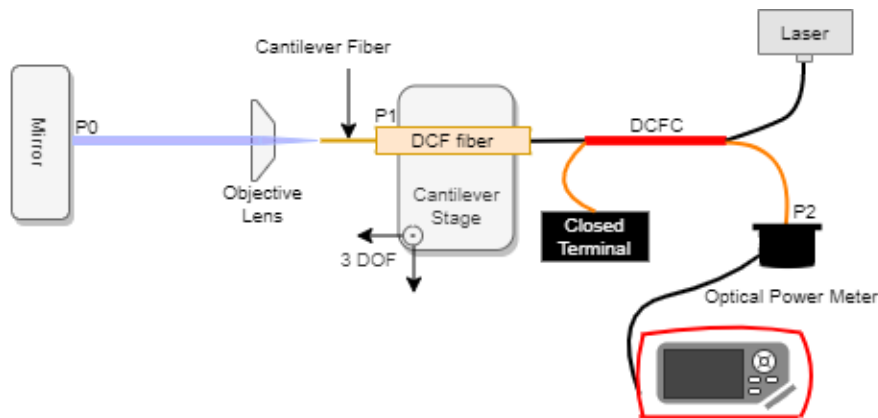 Laser
Cantilever Fiber
P1
DCFC
P0
Mirror
DCF fiber
Objective
Lens
Cantilever
Stage
P2
Closed
Terminal
3 DOF
Optical Power Meter